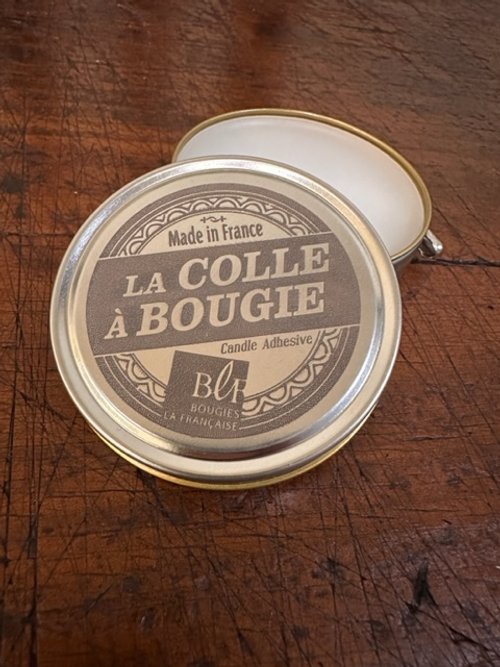 Made in France
LA COLLE
À BOUGIE
Candle Adhesive
BLF
BOUGIES
LA FRANÇAISE